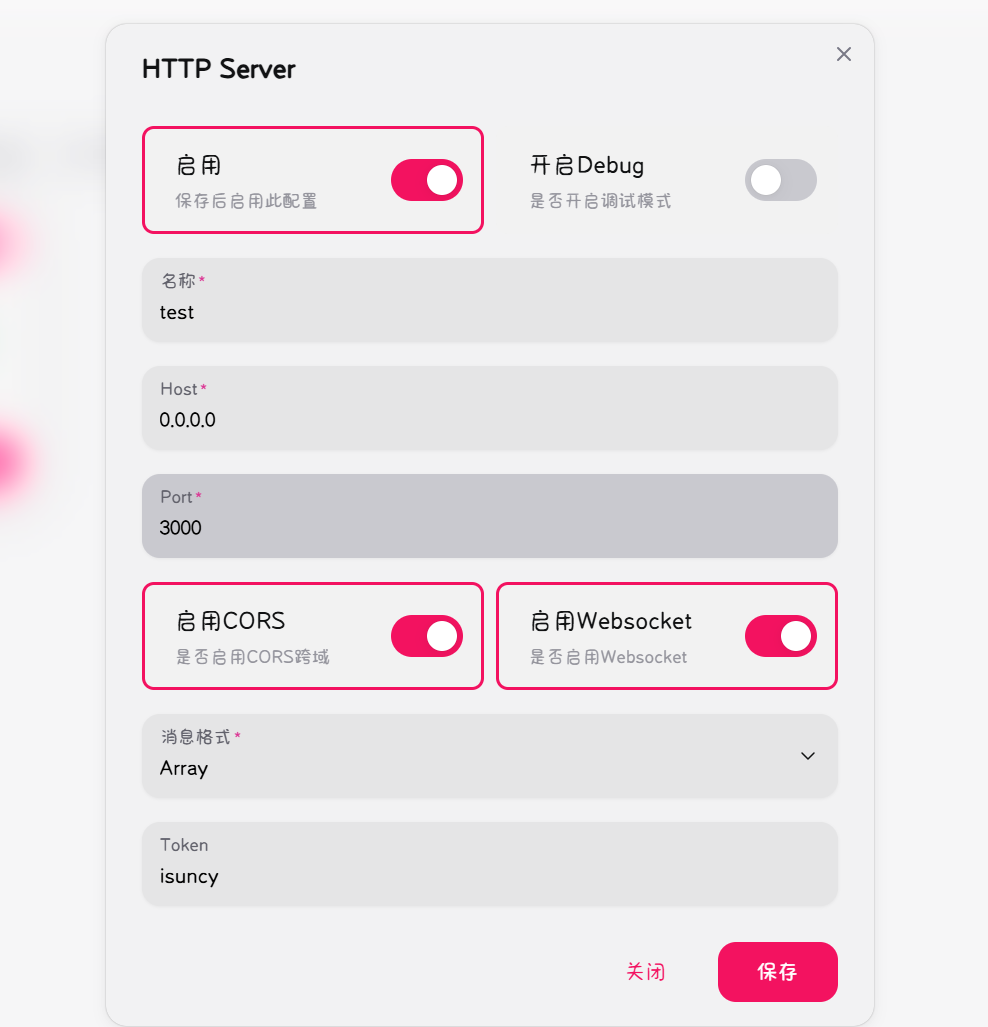 HTTP Server
启用
保存后启用此配置
开启Debug
是否开启调试模式
名称*
test
Host*
0.0.0.0
Port*
3000
启用CORS
是否启用CORS跨域
启用Websocket
是否启用Websocket
消息格式*
Array
Token
isuncy
关闭
保存